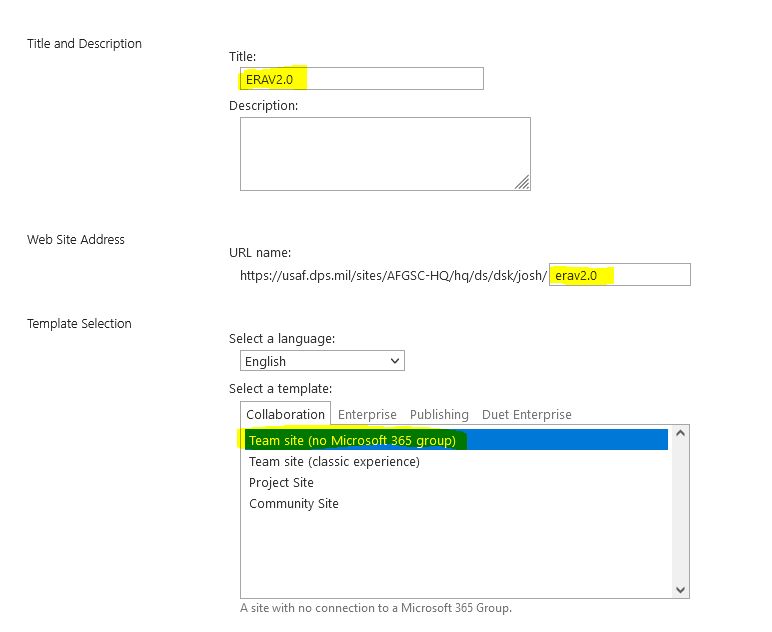 Title and Description
Title:
ERAV2.0
Description:
Web Site Address
URL name:
https://usaf.dps.mil/sites/AFGSC-HQ/hq/ds/dsk/josh/ erav2.0
Template Selection
Select a language:
English
Select a template:
Collaboration Enterprise Publishing Duet Enterprise
Team site (no Microsoft 365 group)
Team site (classic experience)
Project Site
Community Site
A site with no connection to a Microsoft 365 Group.